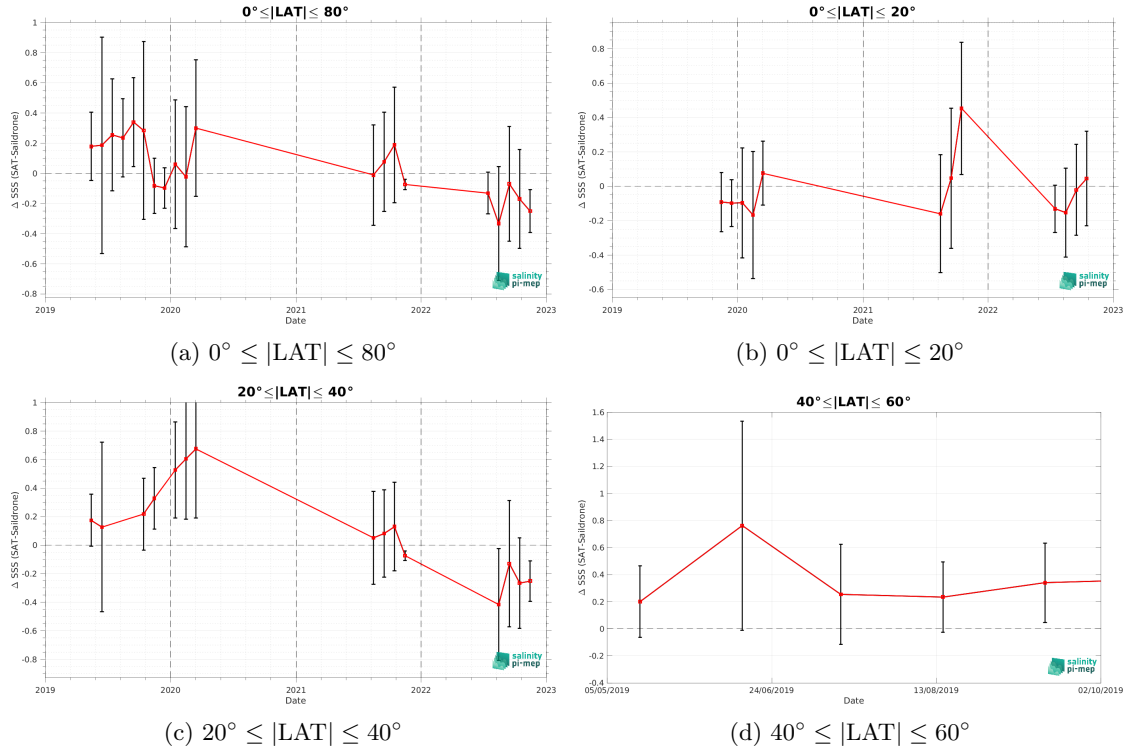 0°≤|LAT|≤ 80°
1
0.8
0.6
0.4
0.2
0
-0.2
-0.4
-0.6
-0.8
Δ SSS (SAT-Saildrone)
2019
2020
2021
2022
2023
Date
salinity
pi-mep
(a) 0° ≤ |LAT| ≤ 80°
0°≤|LAT|≤ 20°
0.8
0.6
0.4
0.2
0
-0.2
-0.4
-0.6
Δ SSS (SAT-Saildrone)
2019
2020
2021
2022
2023
Date
salinity
pi-mep
(b) 0° ≤ |LAT| ≤ 20°
20°≤|LAT|≤ 40°
1
0.8
0.6
0.4
0.2
0
-0.2
-0.4
-0.6
-0.8
Δ SSS (SAT-Saildrone)
2019
2020
2021
2022
2023
Date
salinity
pi-mep
(c) 20° ≤ |LAT| ≤ 40°
40°≤|LAT|≤ 60°
1.6
1.4
1.2
1
0.8
0.6
0.4
0.2
0
-0.2
-0.4
Δ SSS (SAT-Saildrone)
05/05/2019
24/06/2019
13/08/2019
02/10/2019
Date
salinity
pi-mep
(d) 40° ≤ |LAT| ≤ 60°